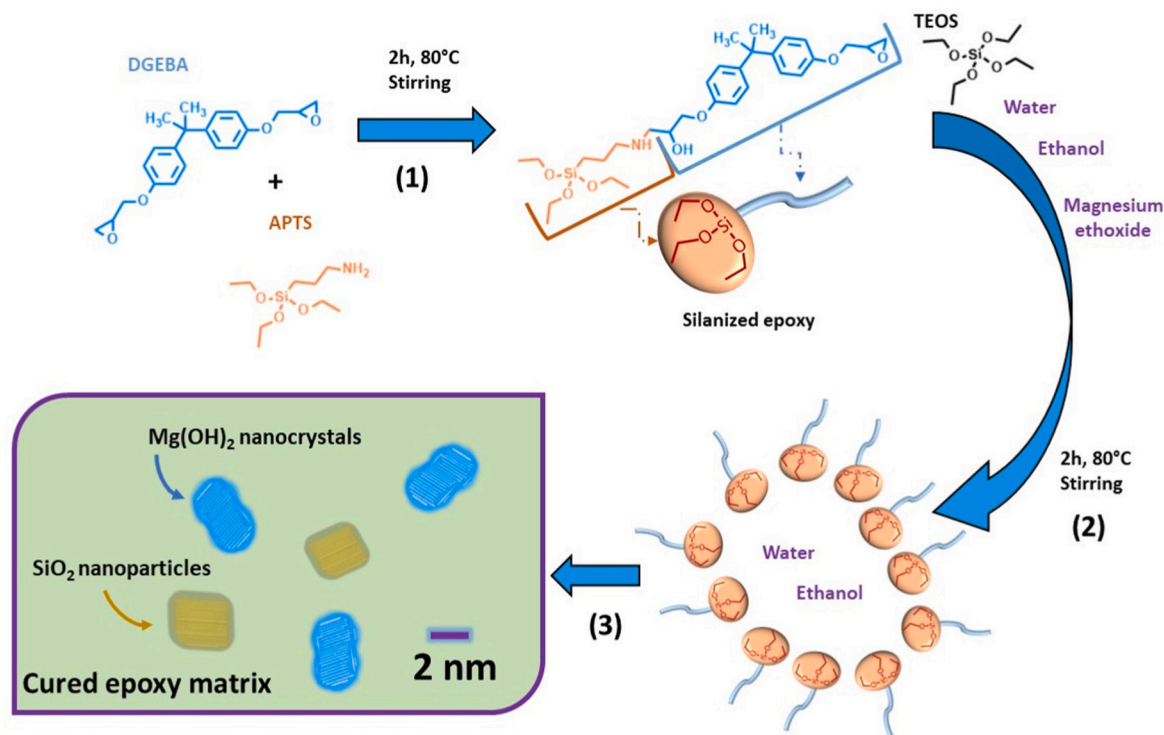 DGEBA
CH₃
H₃C
O
O
O
O
+
APTS
NH₂
Si
O
O
O
2h, 80°C
Stirring
(1)
CH₃
H₃C
O
O
O
NH
OH
Si
O
O
O
O
Si
O
O
Silanized epoxy
TEOS
O
O
Si
O
O
Water
Ethanol
Magnesium
ethoxide
2h, 80°C
Stirring
(2)
Water
Ethanol
(3)
Mg(OH)₂ nanocrystals
SiO₂ nanoparticles
2 nm
Cured epoxy matrix